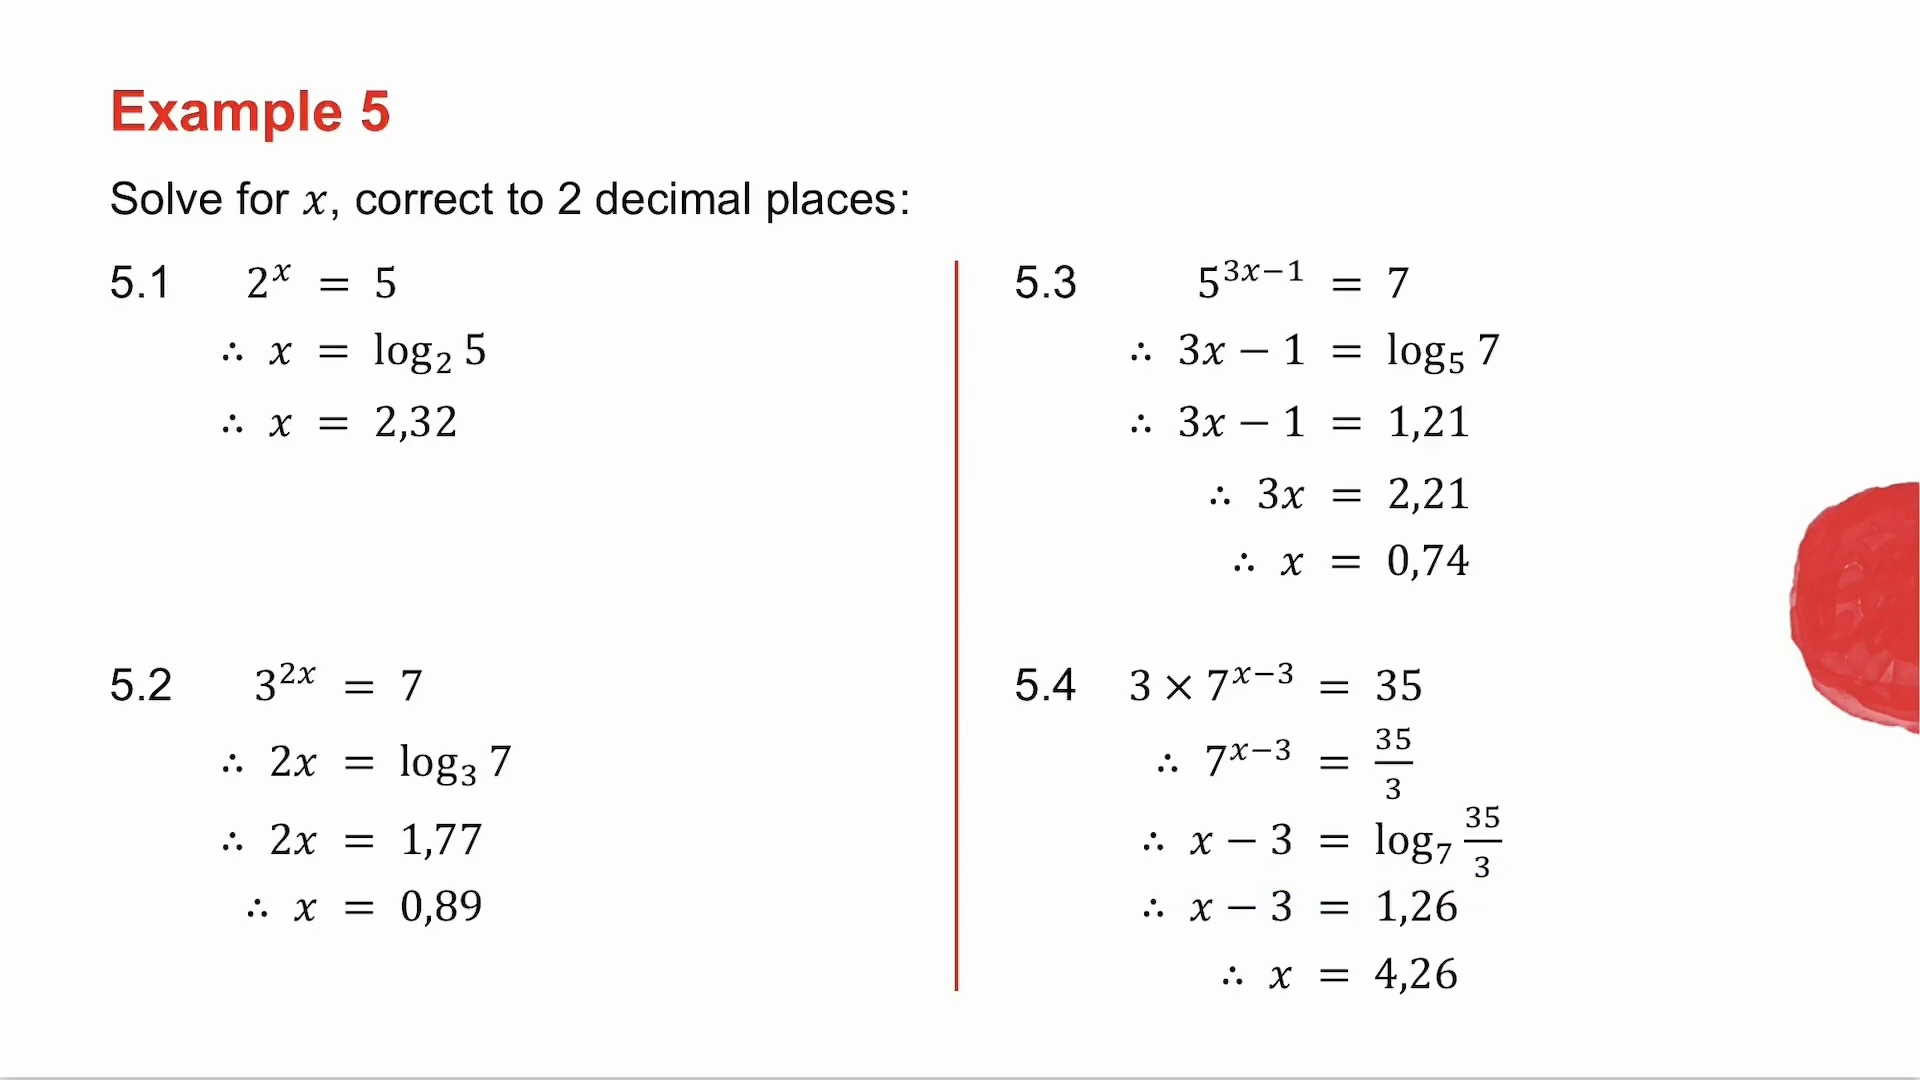 Example 5
Solve for x, correct to 2 decimal places:
5.1 2^x = 5
∴ x = log₂ 5
∴ x = 2,32
5.2 3^{2x} = 7
∴ 2x = log₃ 7
∴ 2x = 1,77
∴ x = 0,89
5.3 5^{3x−1} = 7
∴ 3x − 1 = log₅ 7
∴ 3x − 1 = 1,21
∴ 3x = 2,21
∴ x = 0,74
5.4 3 × 7^{x−3} = 35
∴ 7^{x−3} = 35/3
∴ x − 3 = log₇ 35/3
∴ x − 3 = 1,26
∴ x = 4,26